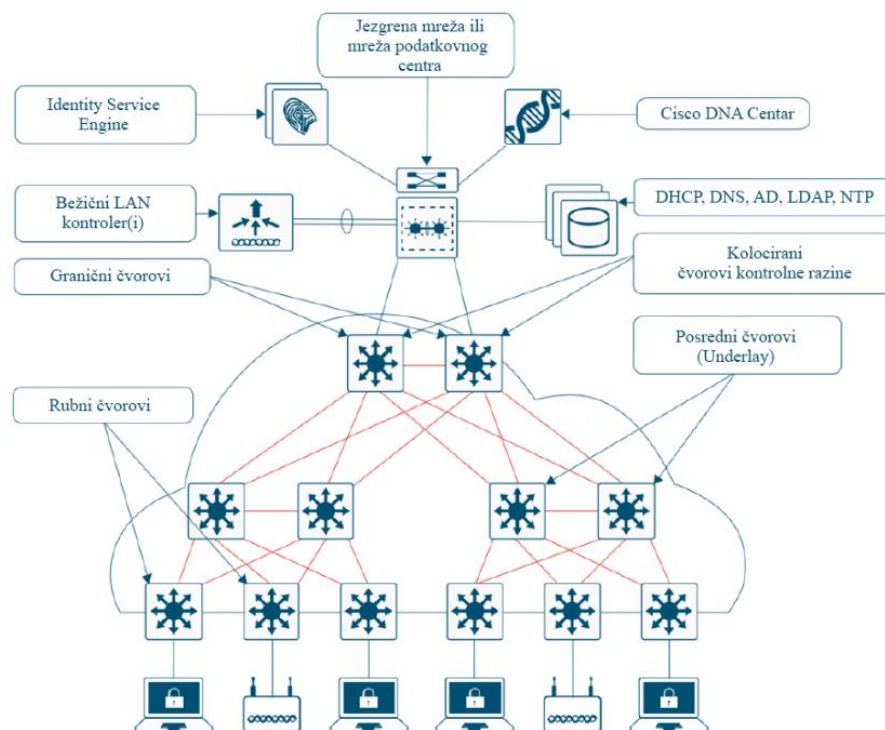 Jezgrena mreža ili
mreža podatkovnog
centra
Identity Service
Engine
Cisco DNA Centar
Bežični LAN
kontroler(i)
DHCP, DNS, AD, LDAP, NTP
Granični čvorovi
Kolocirani
čvorovi kontrolne razine
Posredni čvorovi
(Underlay)
Rubni čvorovi